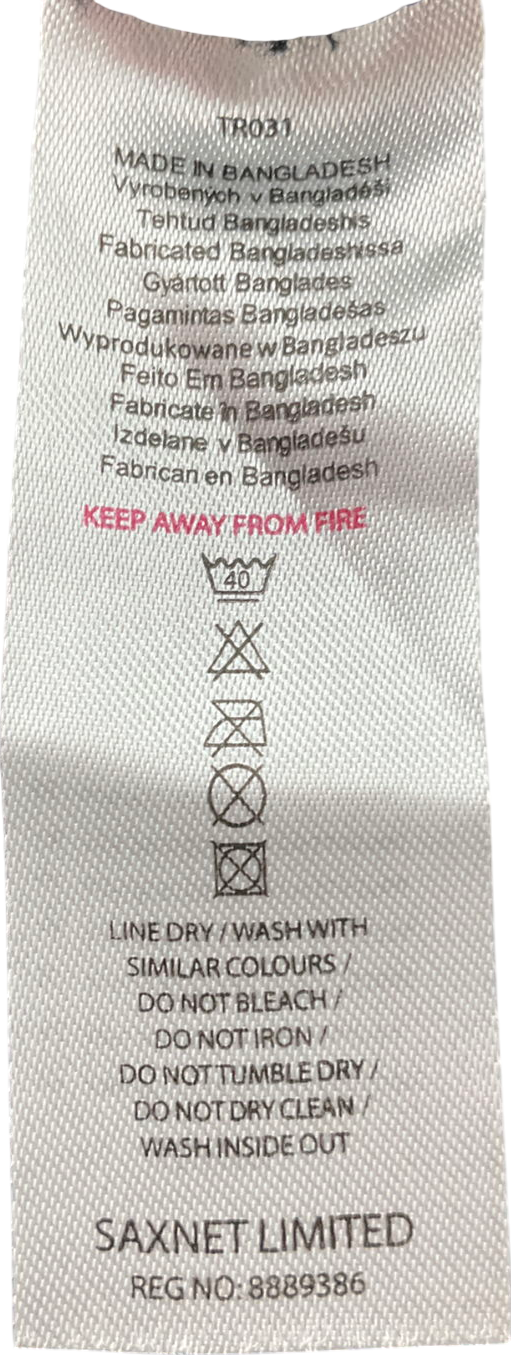 TR031
MADE IN BANGLADESH
Vyrobených v Bangladéši
Tehtud Bangladeshis
Fabricated Bangladeshissa
Gyártott Banglades
Pagamintas Bangladešas
Wyprodukowane w Bangladeszu
Feito Em Bangladesh
Fabricate în Bangladesh
Izdelane v Bangladešu
Fabrican en Bangladesh
KEEP AWAY FROM FIRE
40
LINE DRY / WASH WITH
SIMILAR COLOURS /
DO NOT BLEACH /
DO NOT IRON /
DO NOT TUMBLE DRY /
DO NOT DRY CLEAN /
WASH INSIDE OUT
SAXNET LIMITED
REG NO: 8889386